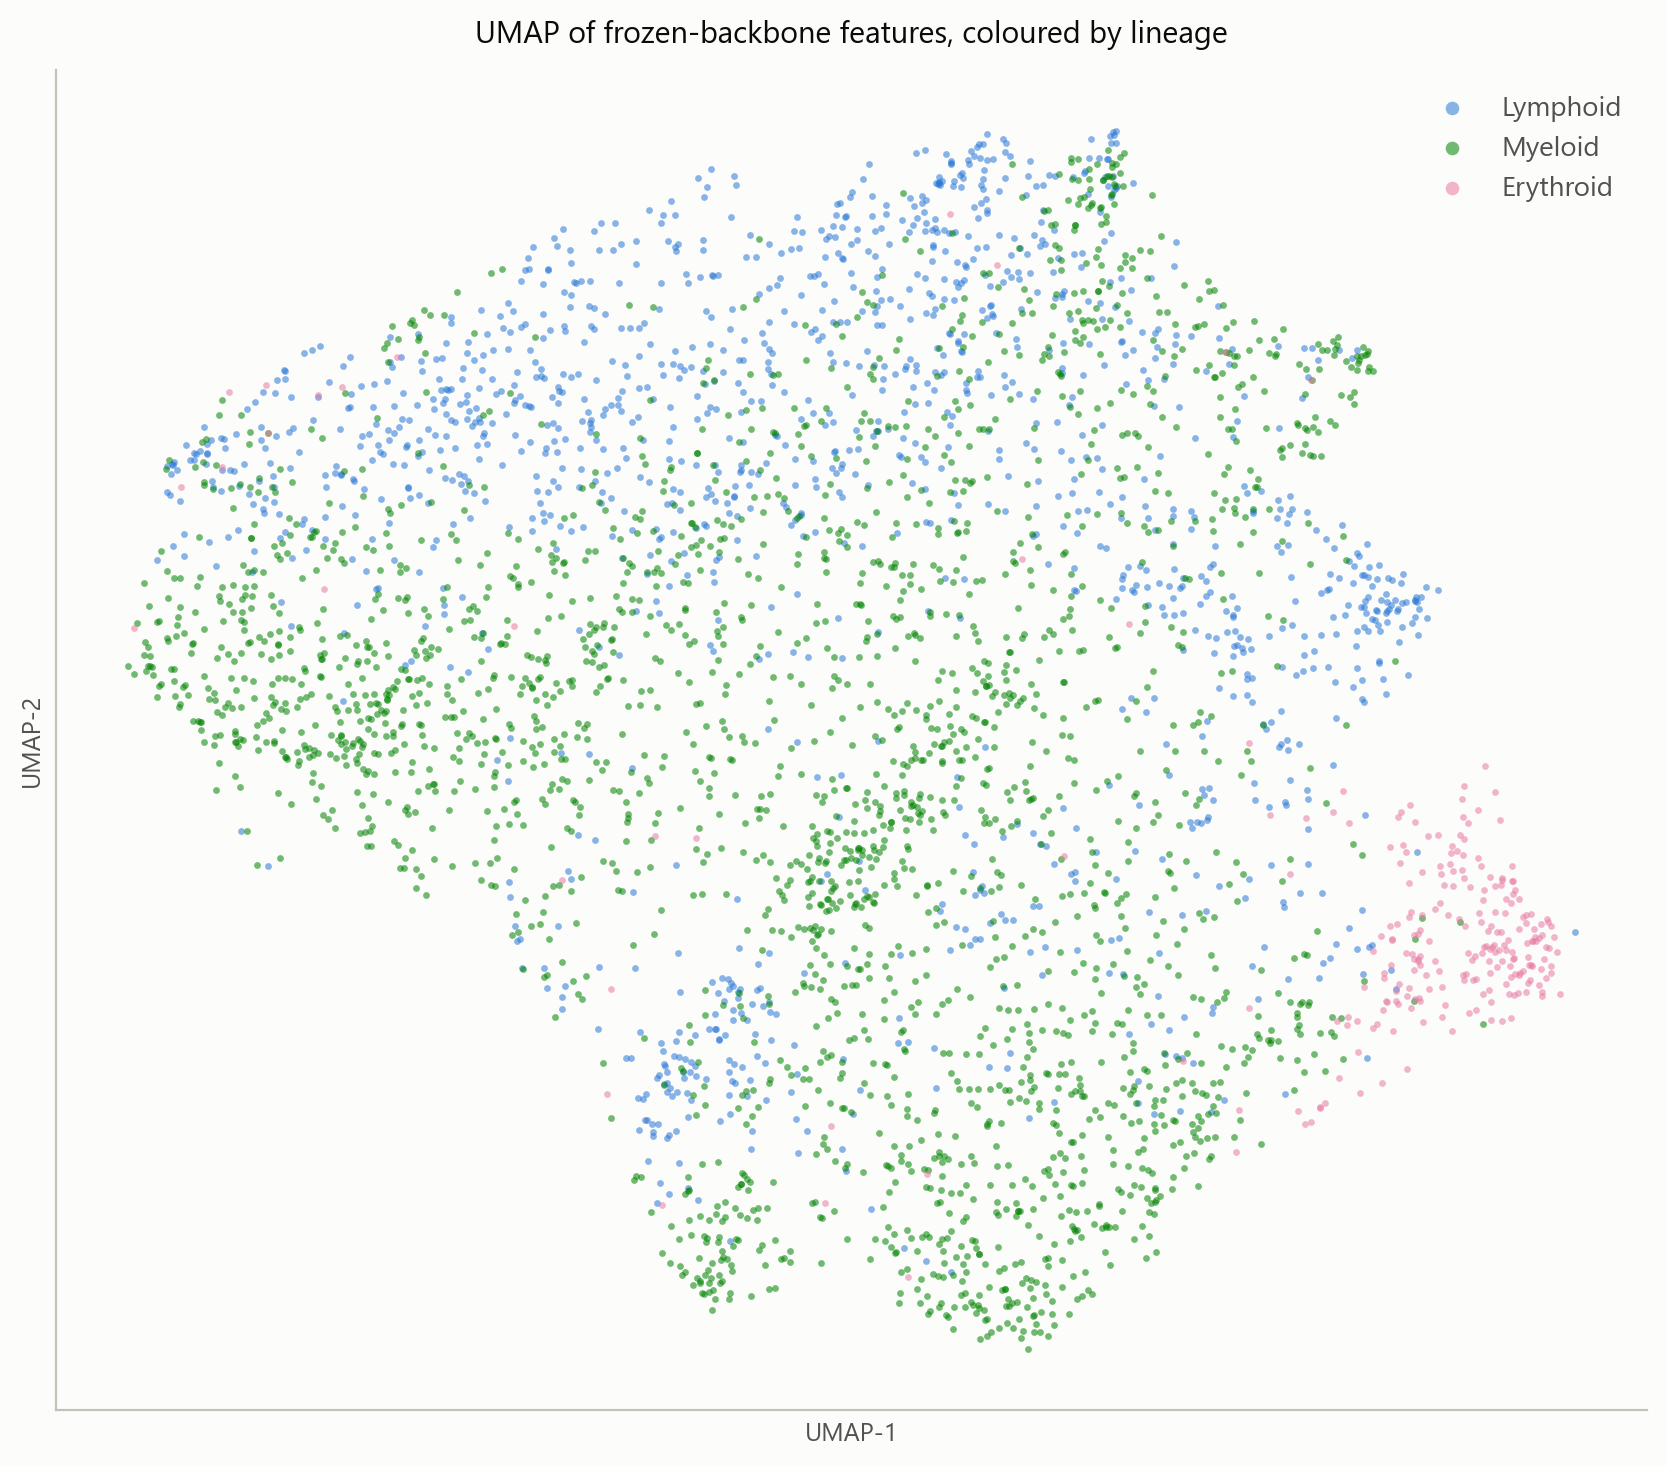 UMAP of frozen-backbone features, coloured by lineage
Lymphoid
Myeloid
Erythroid
UMAP-2
UMAP-1